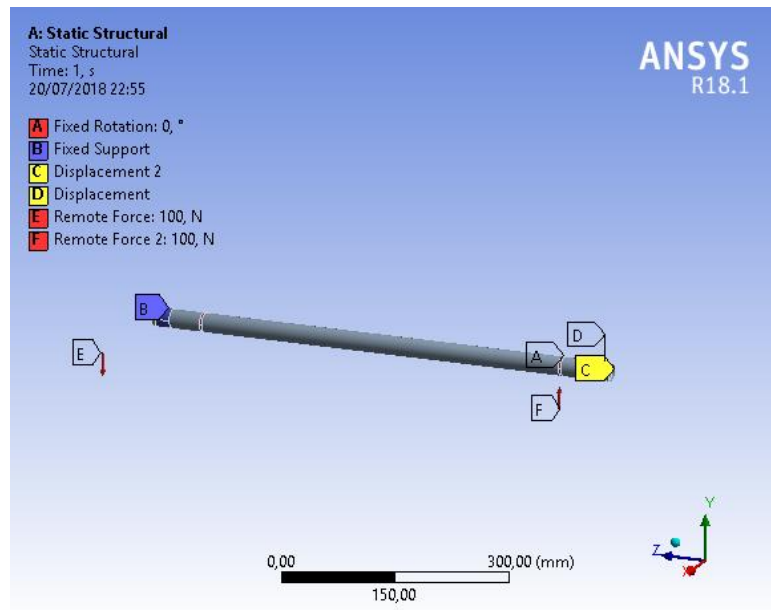 A: Static Structural
Static Structural
Time: 1, s
20/07/2018 22:55
A Fixed Rotation: 0, °
B Fixed Support
C Displacement 2
D Displacement
E Remote Force: 100, N
F Remote Force 2: 100, N
ANSYS
R18.1
B
E
D
A
C
F
Y
Z
X
0,00
300,00 (mm)
150,00